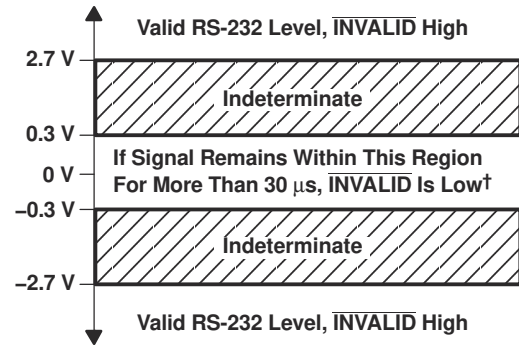 Valid RS-232 Level, INVALID High
2.7 V
Indeterminate
0.3 V
If Signal Remains Within This Region
0 V
For More Than 30 μs, INVALID Is Low†
−0.3 V
Indeterminate
−2.7 V
Valid RS-232 Level, INVALID High